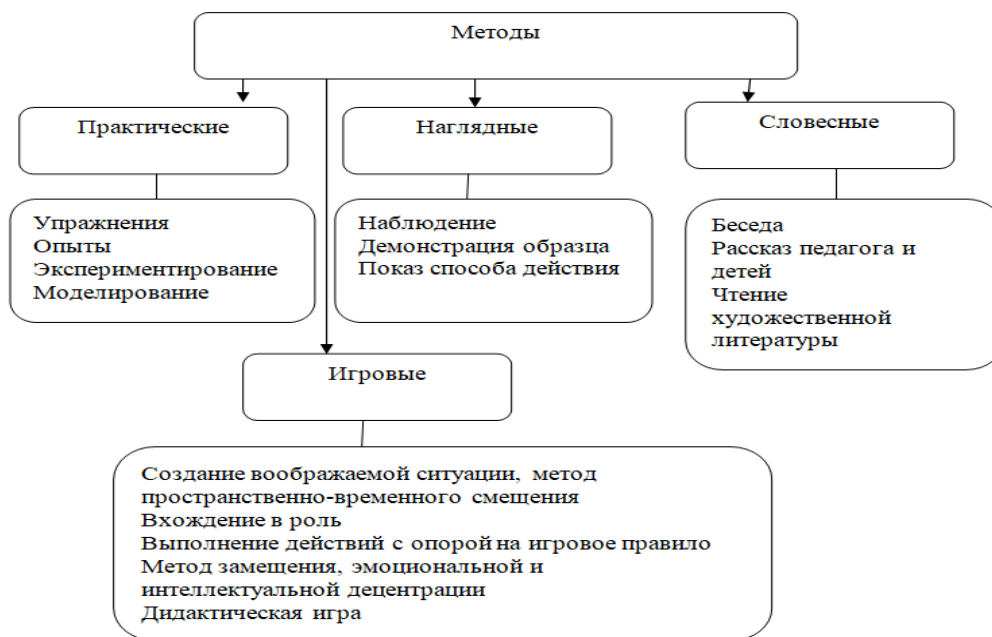 Методы
Практические
Наглядные
Словесные
Упражнения
Опыты
Экспериментирование
Моделирование
Наблюдение
Демонстрация образца
Показ способа действия
Беседа
Рассказ педагога и
детей
Чтение
художественной
литературы
Игровые
Создание воображаемой ситуации, метод
пространственно-временного смещения
Вхождение в роль
Выполнение действий с опорой на игровое правило
Метод замещения, эмоциональной и
интеллектуальной децентрации
Дидактическая игра